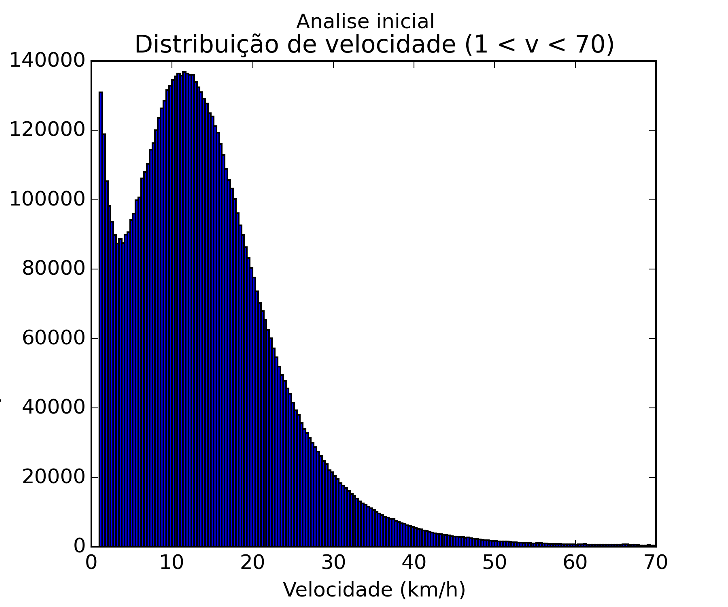 Analise inicial
Distribuição de velocidade (1 < v < 70)
140000
120000
100000
80000
60000
40000
20000
0
0 10 20 30 40 50 60 70
Velocidade (km/h)